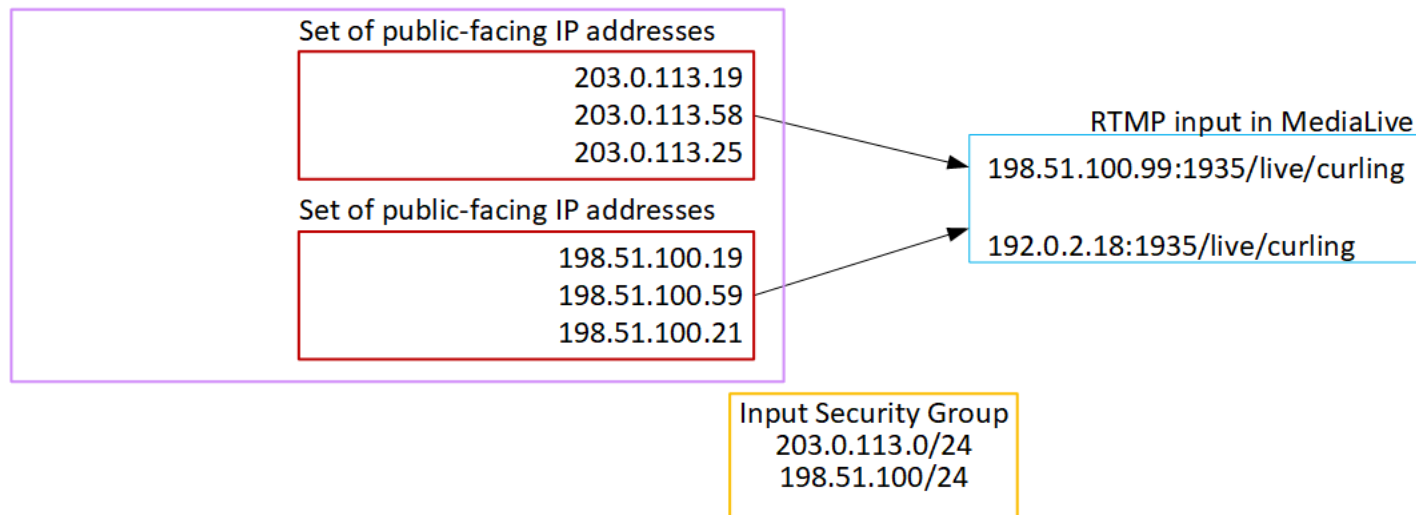 Set of public-facing IP addresses
203.0.113.19
203.0.113.58
203.0.113.25
Set of public-facing IP addresses
198.51.100.19
198.51.100.59
198.51.100.21
RTMP input in MediaLive
198.51.100.99:1935/live/curling
192.0.2.18:1935/live/curling
Input Security Group
203.0.113.0/24
198.51.100/24